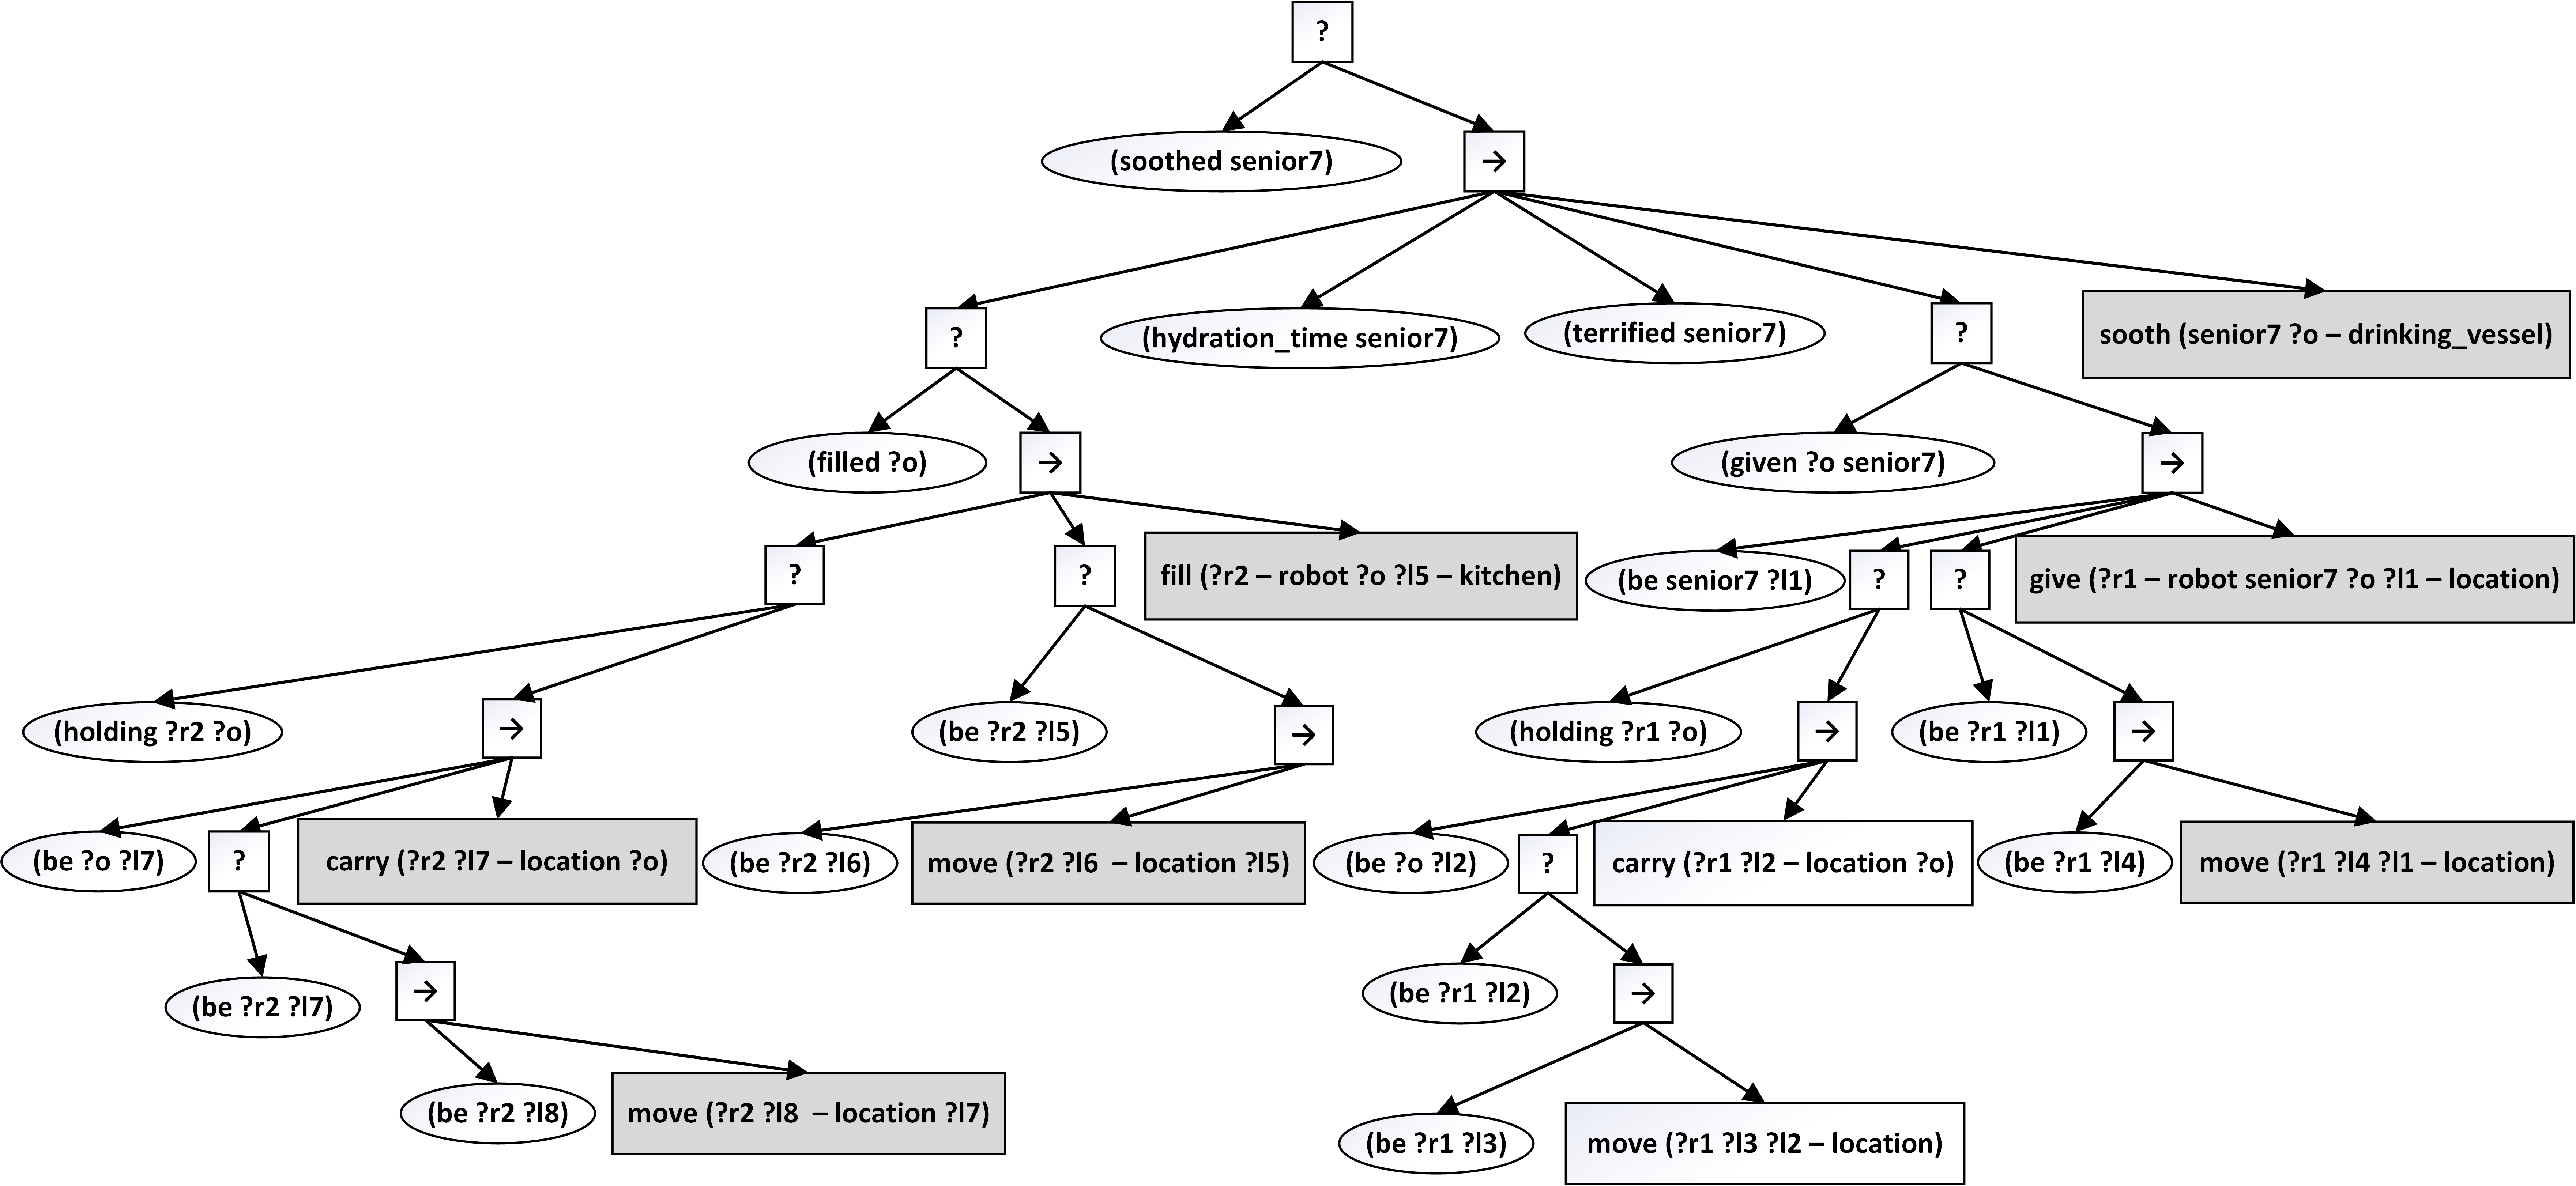 ?
(soothed senior7)
→
?
(hydration_time senior7)
(terrified senior7)
?
sooth (senior7 ?o – drinking_vessel)
(filled ?o)
→
(given ?o senior7)
→
?
?
fill (?r2 – robot ?o ?l5 – kitchen)
(be senior7 ?l1)
?
?
give (?r1 – robot senior7 ?o ?l1 – location)
(holding ?r2 ?o)
→
(be ?r2 ?l5)
→
(holding ?r1 ?o)
→
(be ?r1 ?l1)
→
(be ?o ?l7)
?
carry (?r2 ?l7 – location ?o)
(be ?r2 ?l6)
move (?r2 ?l6 – location ?l5)
(be ?o ?l2)
?
carry (?r1 ?l2 – location ?o)
(be ?r1 ?l4)
move (?r1 ?l4 ?l1 – location)
(be ?r2 ?l7)
→
(be ?r1 ?l2)
→
(be ?r2 ?l8)
move (?r2 ?l8 – location ?l7)
(be ?r1 ?l3)
move (?r1 ?l3 ?l2 – location)